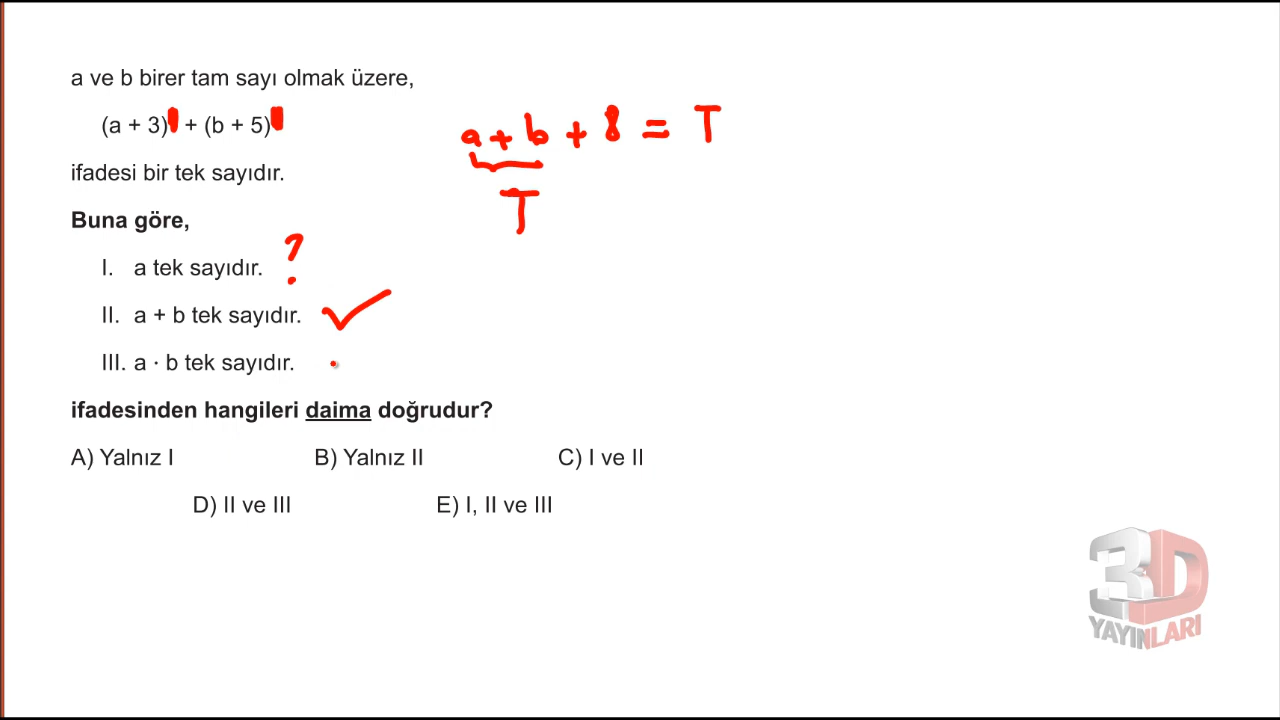 a ve b birer tam sayı olmak üzere,
(a + 3) + (b + 5)
a + b + 8 = T
T
ifadesi bir tek sayıdır.
Buna göre,
I. a tek sayıdır. ?
II. a + b tek sayıdır. ✓
III. a · b tek sayıdır.
ifadesinden hangileri daima doğrudur?
A) Yalnız I B) Yalnız II C) I ve II
D) II ve III E) I, II ve III
3D
YAYINLARI